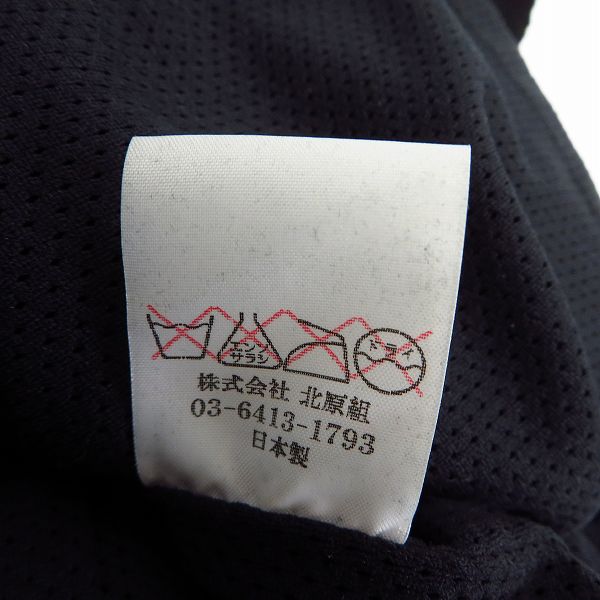 エンソ
サラシ
ドライ
株式会社 北原組
03-6413-1793
日本製